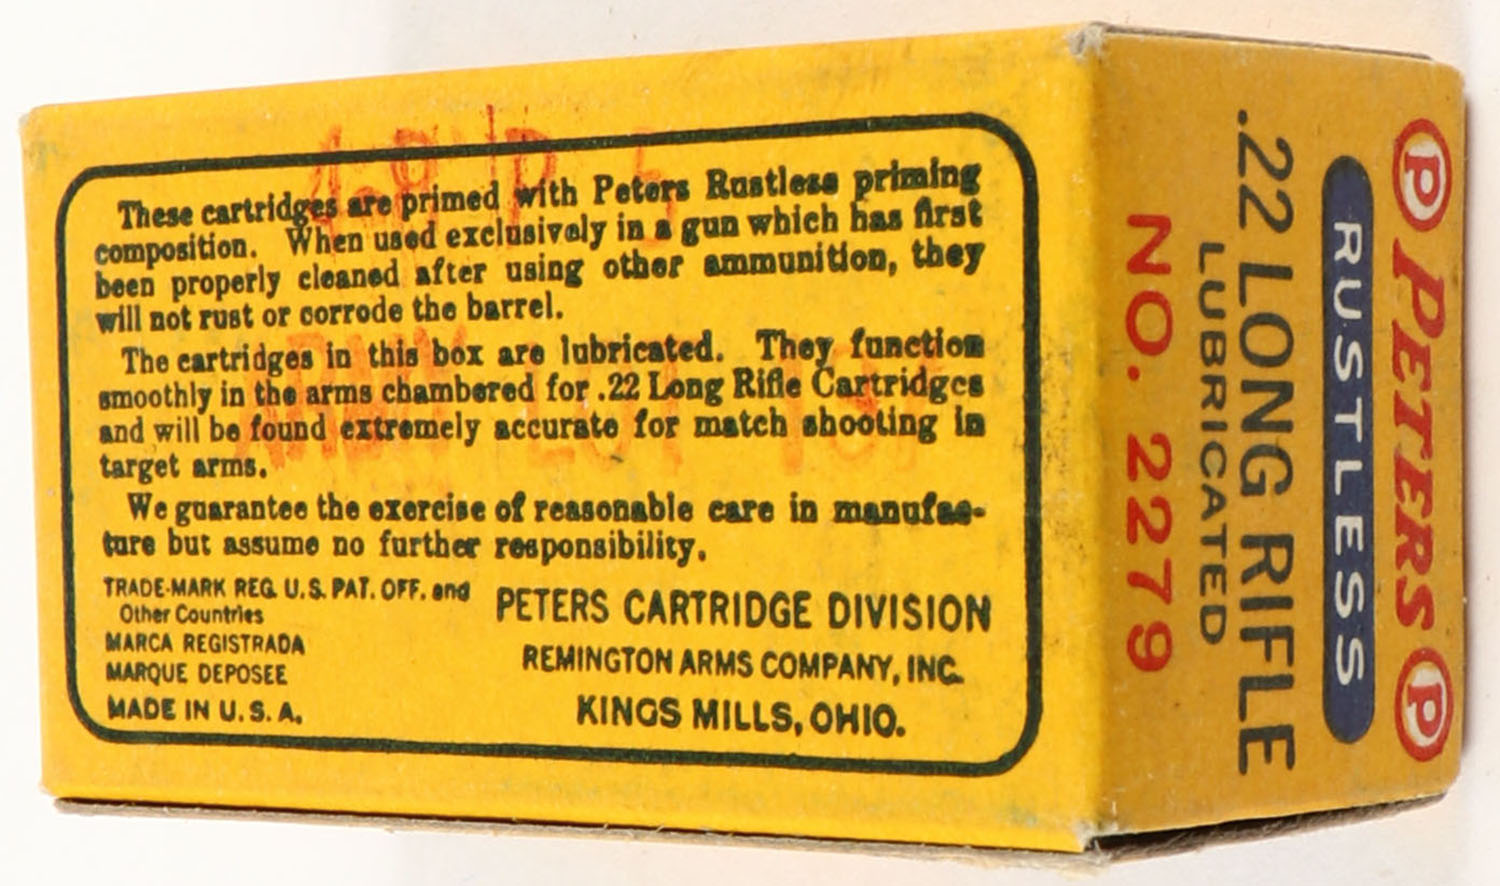 These cartridges are primed with Peters Rustless priming
composition. When used exclusively in a gun which has first
been properly cleaned after using other ammunition, they
will not rust or corrode the barrel.
The cartridges in this box are lubricated. They function
smoothly in the arms chambered for .22 Long Rifle Cartridges
and will be found extremely accurate for match shooting in
target arms.
We guarantee the exercise of reasonable care in manufac-
ture but assume no further responsibility.
TRADE-MARK REG. U.S. PAT. OFF. and
Other Countries
MARCA REGISTRADA
MARQUE DEPOSEE
MADE IN U.S.A.
PETERS CARTRIDGE DIVISION
REMINGTON ARMS COMPANY, INC.
KINGS MILLS, OHIO.
P PETERS P
RUSTLESS
.22 LONG RIFLE
LUBRICATED
NO. 2279